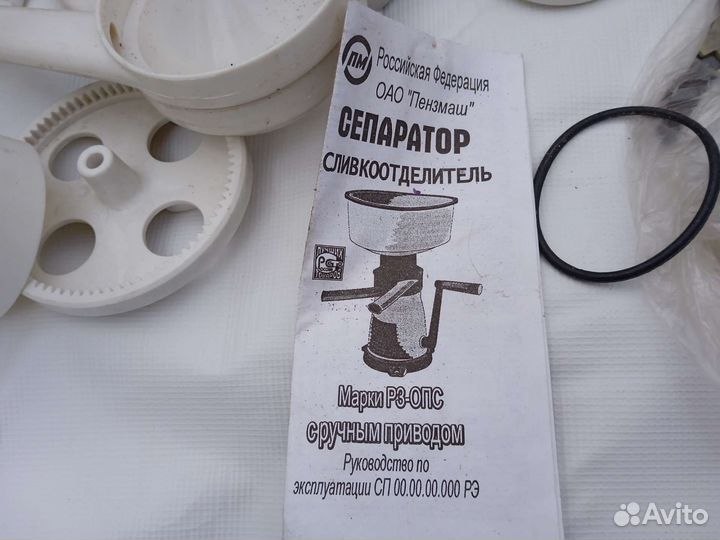 ПМ
Российская Федерация
ОАО "Пензмаш"
СЕПАРАТОР
СЛИВКООТДЕЛИТЕЛЬ
Марки РЗ-ОПС
с ручным приводом
Руководство по
эксплуатации СП 00.00.00.000 РЭ
Avito